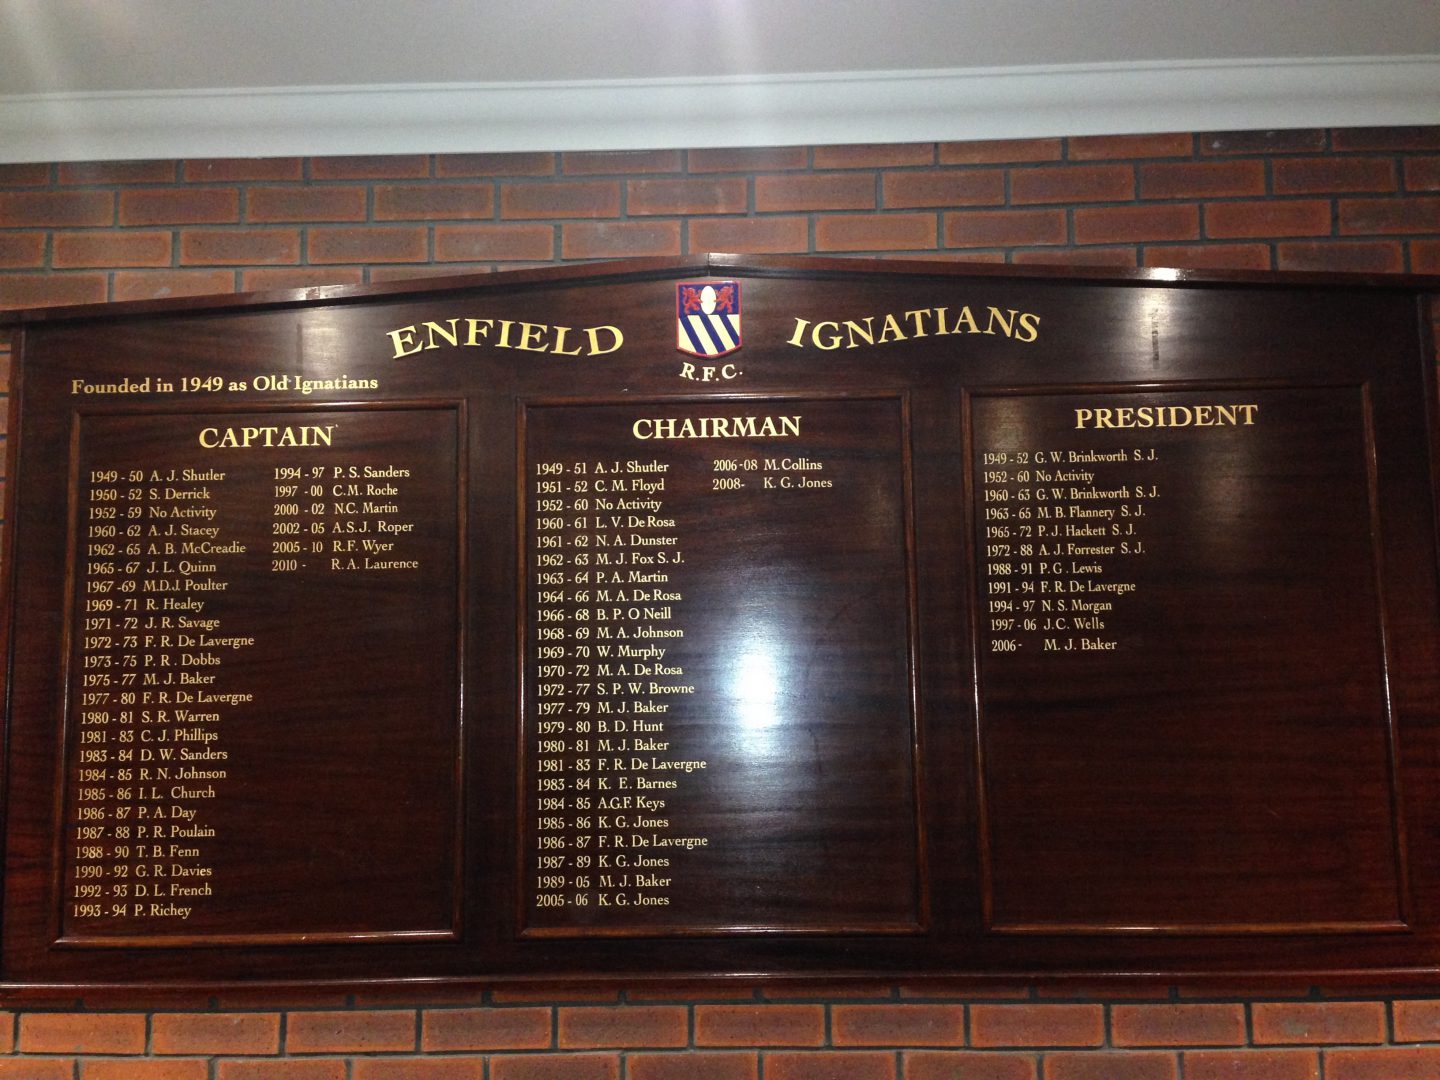 ENFIELD IGNATIANS
R.F.C.
Founded in 1949 as Old Ignatians
CAPTAIN
1949 - 50 A. J. Shutler
1950 - 52 S. Derrick
1952 - 59 No Activity
1960 - 62 A. J. Stacey
1962 - 65 A. B. McCreadie
1965 - 67 J. L. Quinn
1967 - 69 M.D.J. Poulter
1969 - 71 R. Healey
1971 - 72 J. R. Savage
1972 - 73 F. R. De Lavergne
1973 - 75 P. R. Dobbs
1975 - 77 M. J. Baker
1977 - 80 F. R. De Lavergne
1980 - 81 S. R. Warren
1981 - 83 C. J. Phillips
1983 - 84 D. W. Sanders
1984 - 85 R. N. Johnson
1985 - 86 I. L. Church
1986 - 87 P. A. Day
1987 - 88 P. R. Poulain
1988 - 90 T. B. Fenn
1990 - 92 G. R. Davies
1992 - 93 D. L. French
1993 - 94 P. Richey
1994 - 97 P. S. Sanders
1997 - 00 C.M. Roche
2000 - 02 N.C. Martin
2002 - 05 A.S.J. Roper
2005 - 10 R.F. Wyer
2010 - R.A. Laurence
CHAIRMAN
1949 - 51 A. J. Shutler
1951 - 52 C. M. Floyd
1952 - 60 No Activity
1960 - 61 L. V. De Rosa
1961 - 62 N. A. Dunster
1962 - 63 M. J. Fox S. J.
1963 - 64 P. A. Martin
1964 - 66 M. A. De Rosa
1966 - 68 B. P. O Neill
1968 - 69 M. A. Johnson
1969 - 70 W. Murphy
1970 - 72 M. A. De Rosa
1972 - 77 S. P. W. Browne
1977 - 79 M. J. Baker
1979 - 80 B. D. Hunt
1980 - 81 M. J. Baker
1981 - 83 F. R. De Lavergne
1983 - 84 K. E. Barnes
1984 - 85 A.G.F. Keys
1985 - 86 K. G. Jones
1986 - 87 F. R. De Lavergne
1987 - 89 K. G. Jones
1989 - 05 M. J. Baker
2005 - 06 K. G. Jones
2006 - 08 M. Collins
2008 - K. G. Jones
PRESIDENT
1949 - 52 G. W. Brinkworth S. J.
1952 - 60 No Activity
1960 - 63 G. W. Brinkworth S. J.
1963 - 65 M. B. Flannery S. J.
1965 - 72 P. J. Hackett S. J.
1972 - 88 A. J. Forrester S. J.
1988 - 91 P. G. Lewis
1991 - 94 F. R. De Lavergne
1994 - 97 N. S. Morgan
1997 - 06 J.C. Wells
2006 - M. J. Baker